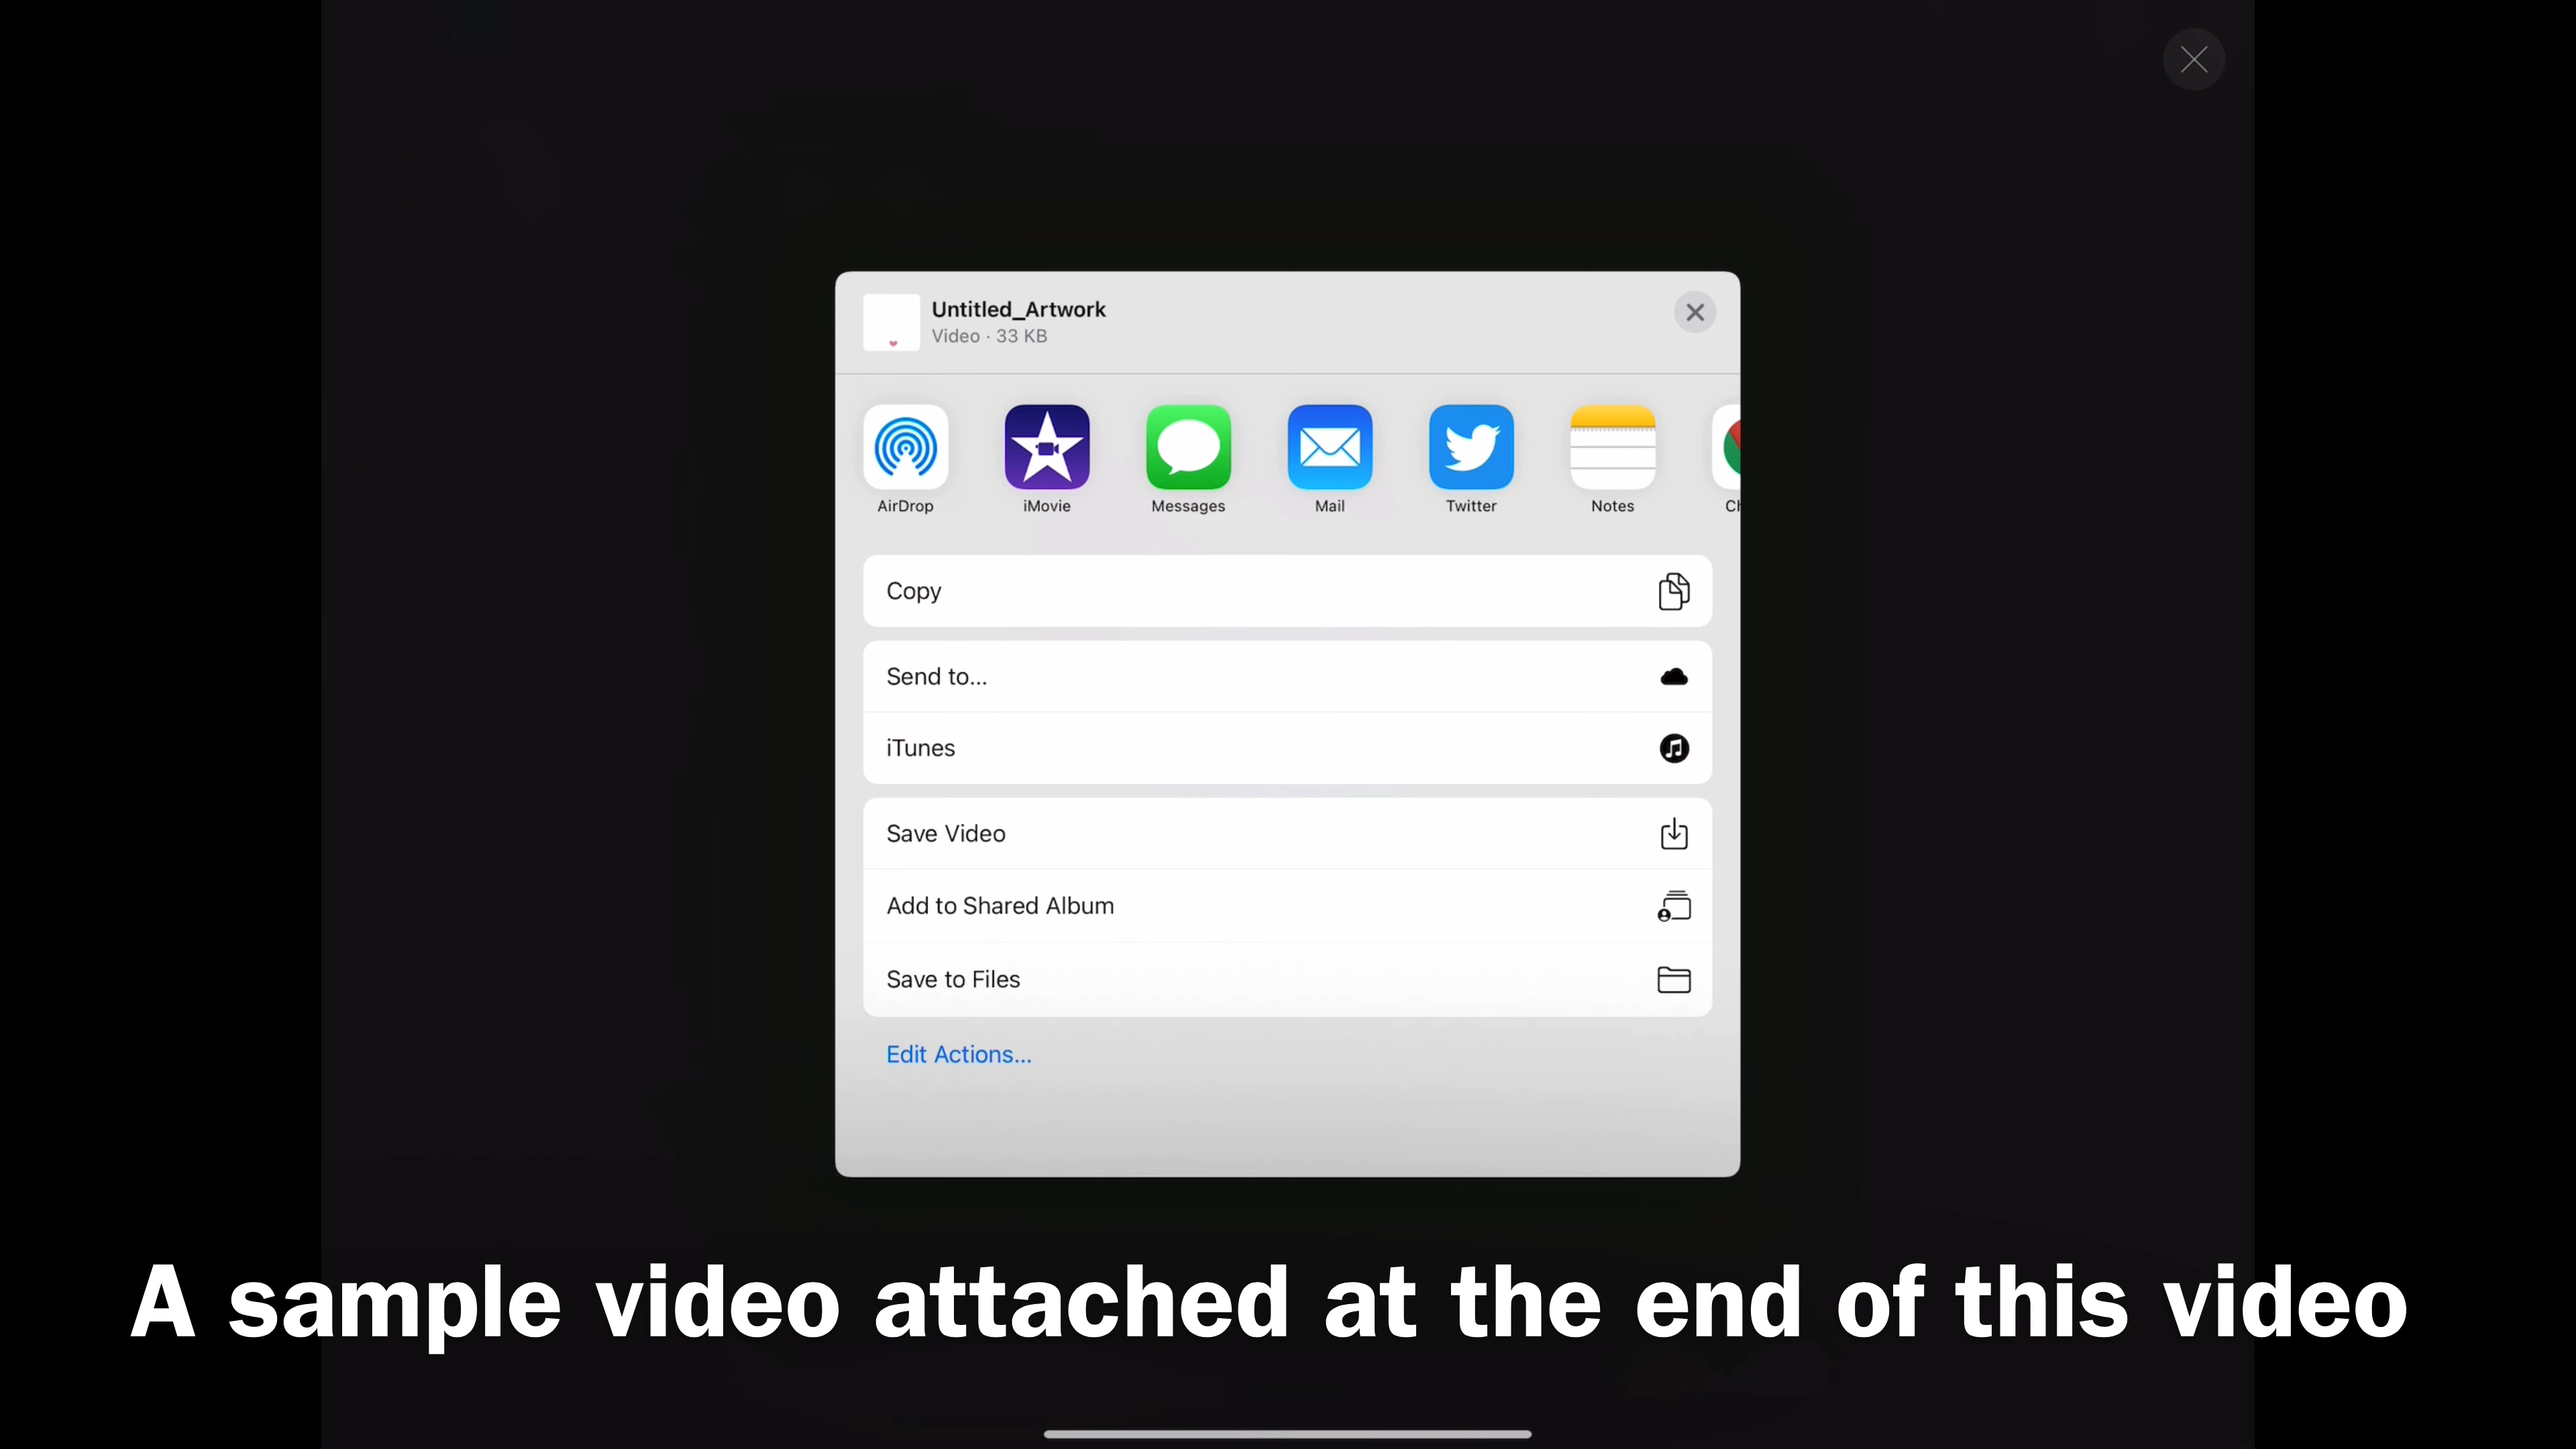 Untitled_Artwork
Video · 33 KB
AirDrop
iMovie
Messages
Mail
Twitter
Notes
Copy
Send to...
iTunes
Save Video
Add to Shared Album
Save to Files
Edit Actions...
A sample video attached at the end of this video